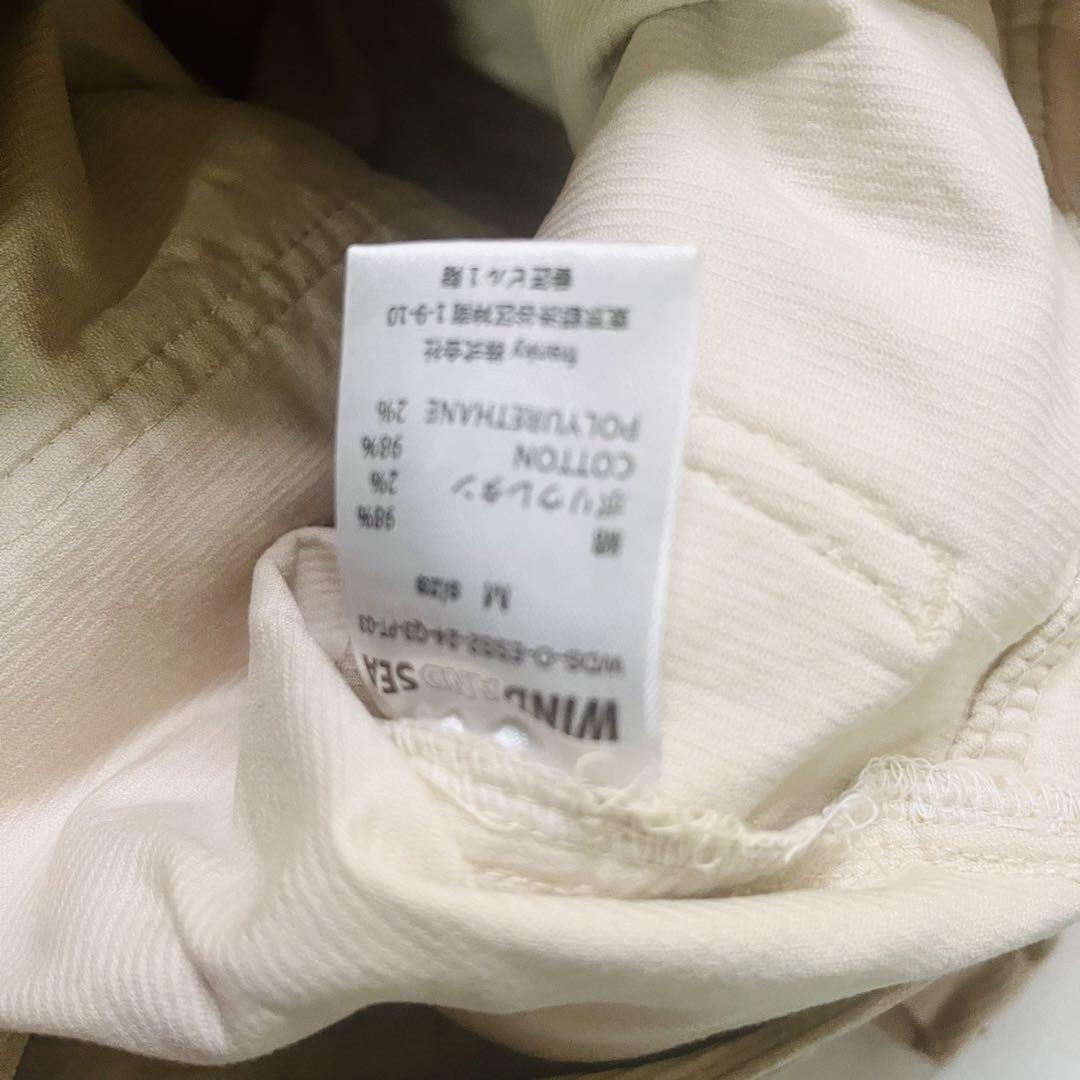 WIND AND SEA
WDS-O-ESS2-24-Q3-PT-03
M size
綿 98%
ポリウレタン 2%
COTTON 98%
POLYURETHANE 2%
franky 株式会社
東京都渋谷区神南1-9-10
ビル1階